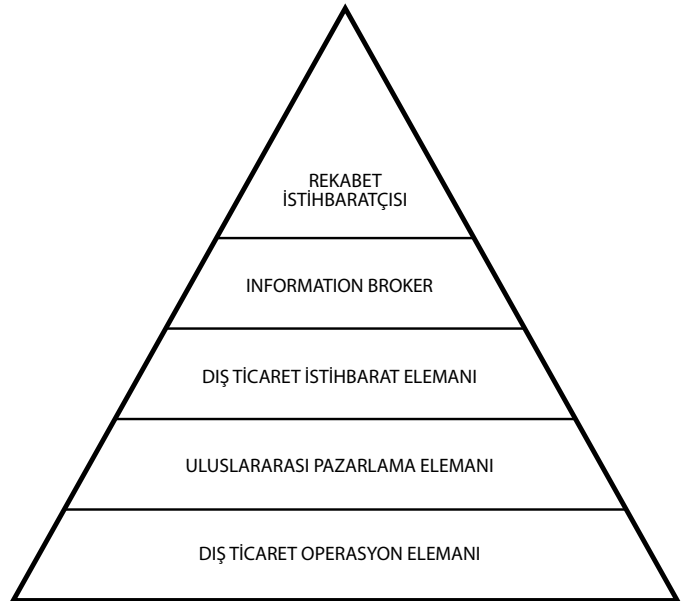 REKABET
İSTİHBARATÇISI
INFORMATION BROKER
DIŞ TİCARET İSTİHBARAT ELEMANI
ULUSLARARASI PAZARLAMA ELEMANI
DIŞ TİCARET OPERASYON ELEMANI